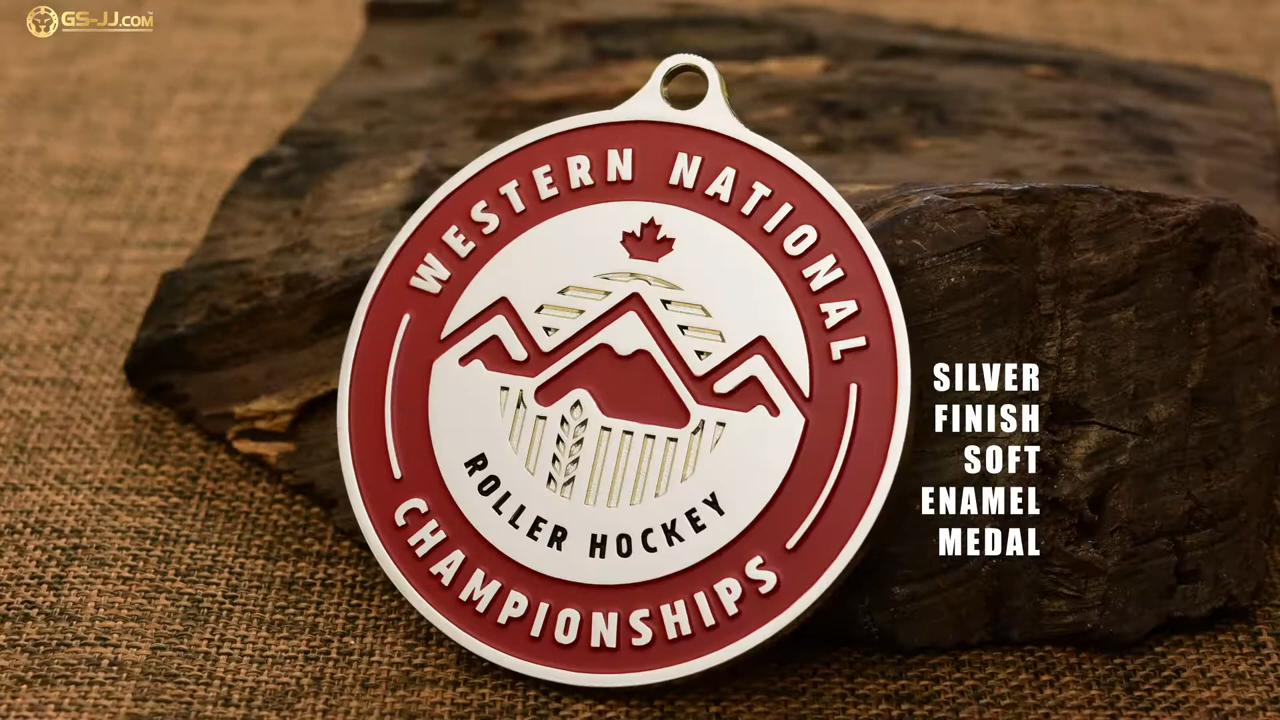 GS-JJ.COM
WESTERN NATIONAL
ROLLER HOCKEY
CHAMPIONSHIPS
SILVER
FINISH
SOFT
ENAMEL
MEDAL